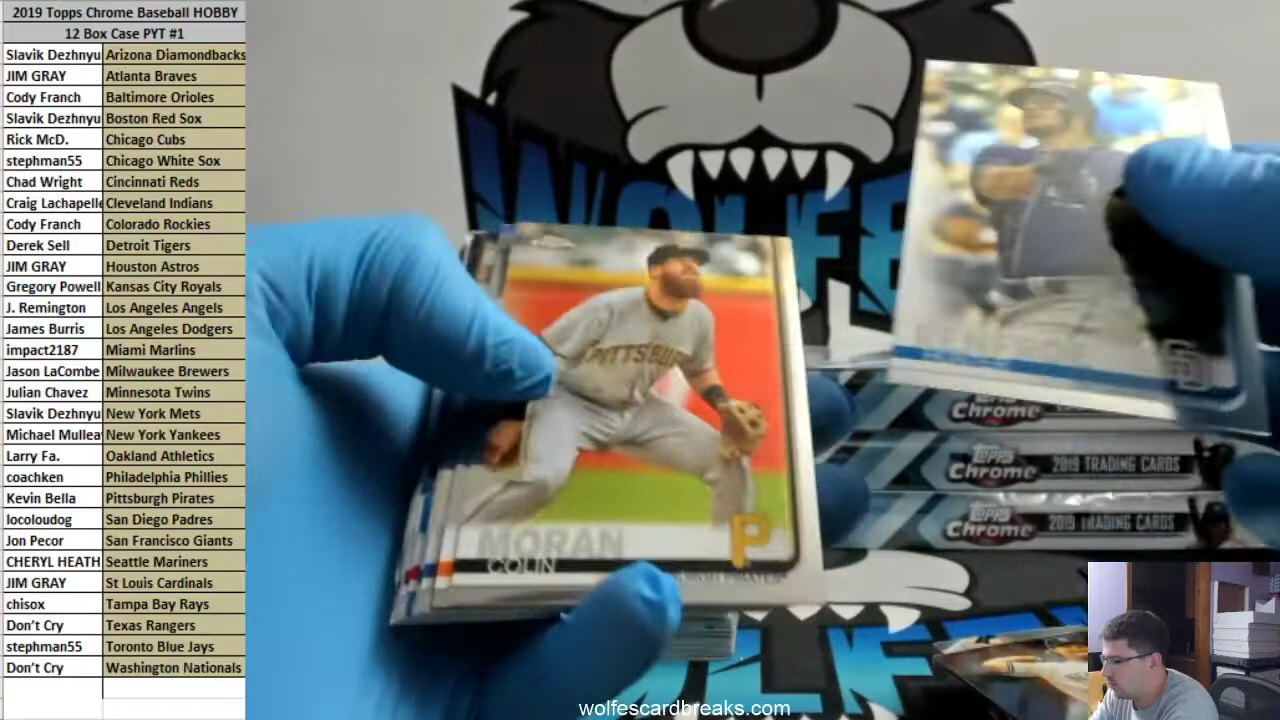 2019 Topps Chrome Baseball HOBBY
12 Box Case PYT #1
Slavik Dezhnyu Arizona Diamondbacks
JIM GRAY Atlanta Braves
Cody Franch Baltimore Orioles
Slavik Dezhnyu Boston Red Sox
Rick McD. Chicago Cubs
stephman55 Chicago White Sox
Chad Wright Cincinnati Reds
Craig Lachapelle Cleveland Indians
Cody Franch Colorado Rockies
Derek Sell Detroit Tigers
JIM GRAY Houston Astros
Gregory Powell Kansas City Royals
J. Remington Los Angeles Angels
James Burris Los Angeles Dodgers
impact2187 Miami Marlins
Jason LaCombe Milwaukee Brewers
Julian Chavez Minnesota Twins
Slavik Dezhnyu New York Mets
Michael Mullea New York Yankees
Larry Fa. Oakland Athletics
coachken Philadelphia Phillies
Kevin Bella Pittsburgh Pirates
locoloudog San Diego Padres
Jon Pecor San Francisco Giants
CHERYL HEATH Seattle Mariners
JIM GRAY St Louis Cardinals
chisox Tampa Bay Rays
Don't Cry Texas Rangers
stephman55 Toronto Blue Jays
Don't Cry Washington Nationals
WOLFE
PITTSBU
MORAN
COLIN
P
Topps Chrome
Topps Chrome 2019 TRADING CARDS
Topps Chrome 2019 TRADING CARDS
WOLFE
wolfescardbreaks.com